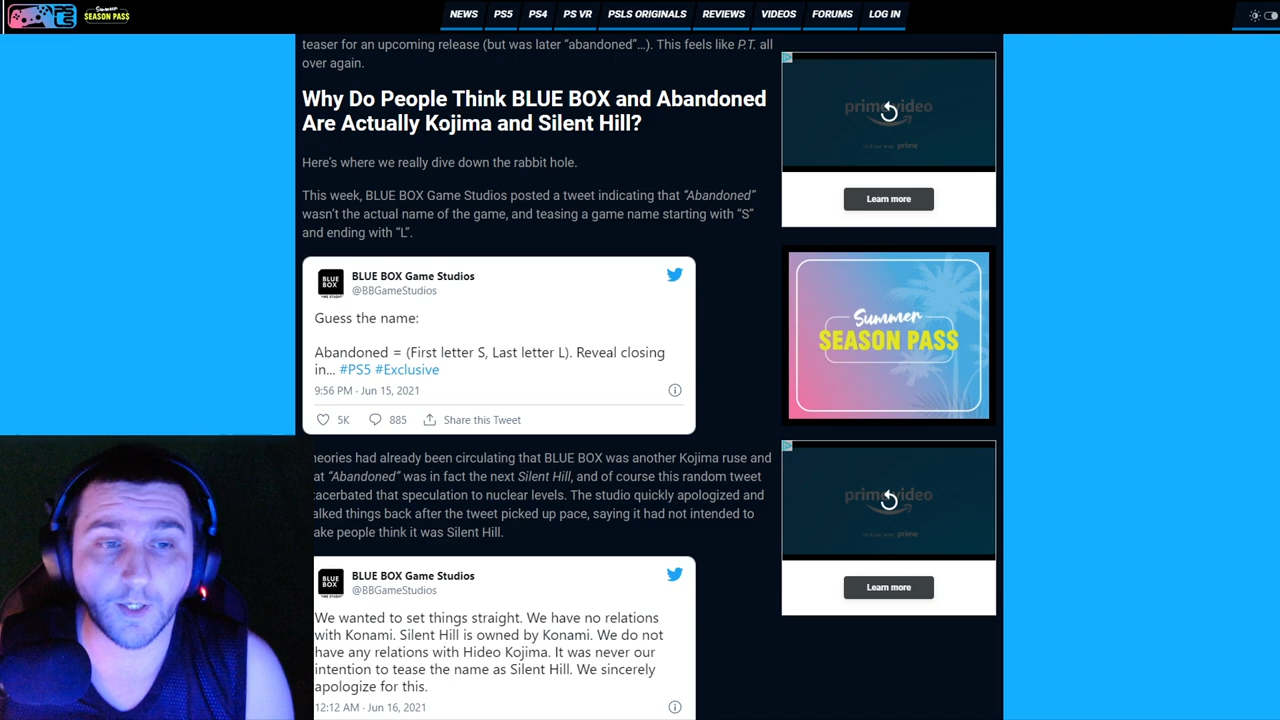 Summer
SEASON PASS
NEWS PS5 PS4 PS VR PSLS ORIGINALS REVIEWS VIDEOS FORUMS LOG IN
teaser for an upcoming release (but was later “abandoned”…). This feels like P.T. all
over again.
Why Do People Think BLUE BOX and Abandoned
Are Actually Kojima and Silent Hill?
Here’s where we really dive down the rabbit hole.
This week, BLUE BOX Game Studios posted a tweet indicating that “Abandoned”
wasn’t the actual name of the game, and teasing a game name starting with “S”
and ending with “L”.
BLUE
BOX
BLUE BOX Game Studios
@BBGameStudios
Guess the name:
Abandoned = (First letter S, Last letter L). Reveal closing
in... #PS5 #Exclusive
9:56 PM · Jun 15, 2021
5K 885 Share this Tweet
heories had already been circulating that BLUE BOX was another Kojima ruse and
at “Abandoned” was in fact the next Silent Hill, and of course this random tweet
xacerbated that speculation to nuclear levels. The studio quickly apologized and
alked things back after the tweet picked up pace, saying it had not intended to
ake people think it was Silent Hill.
BLUE
BOX
BLUE BOX Game Studios
@BBGameStudios
We wanted to set things straight. We have no relations
with Konami. Silent Hill is owned by Konami. We do not
have any relations with Hideo Kojima. It was never our
intention to tease the name as Silent Hill. We sincerely
apologize for this.
12:12 AM · Jun 16, 2021
prime video
prime
Learn more
Summer
SEASON PASS
prime video
prime
Learn more